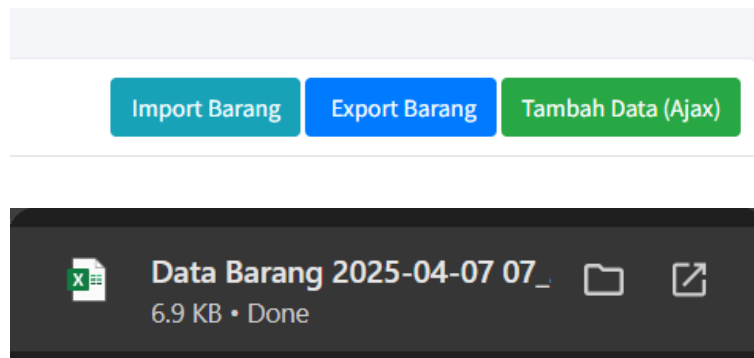 Import Barang
Export Barang
Tambah Data (Ajax)
Data Barang 2025-04-07 07_
6.9 KB • Done